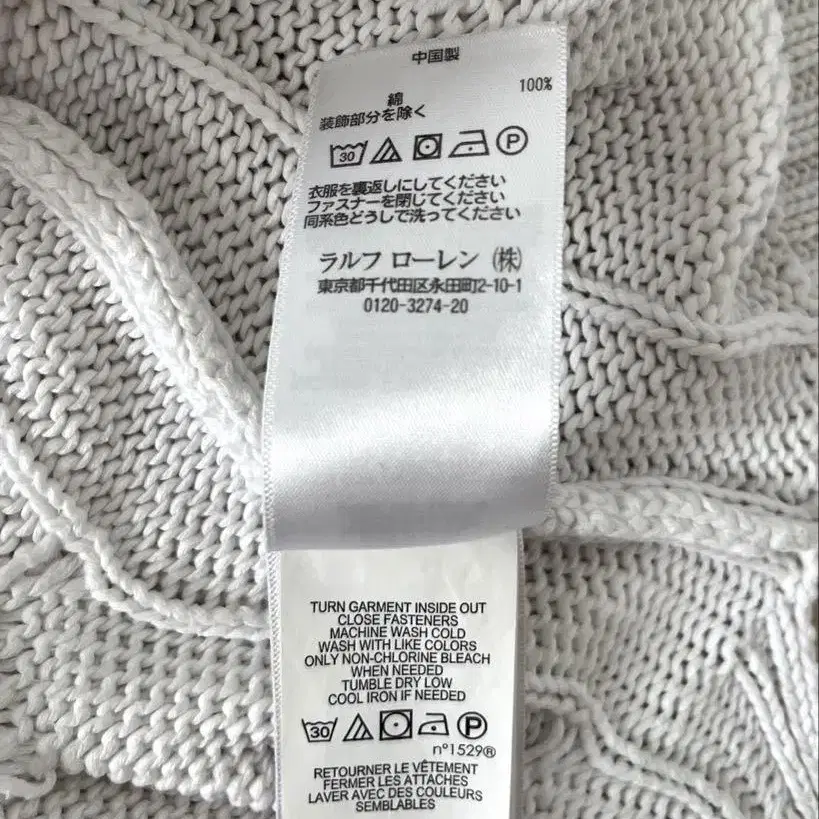 中国製
100%
綿
装飾部分を除く
30 P
衣服を裏返しにしてください
ファスナーを閉じてください
同系色どうしで洗ってください
ラルフ ローレン (株)
東京都千代田区永田町2-10-1
0120-3274-20
TURN GARMENT INSIDE OUT
CLOSE FASTENERS
MACHINE WASH COLD
WASH WITH LIKE COLORS
ONLY NON-CHLORINE BLEACH
WHEN NEEDED
TUMBLE DRY LOW
COOL IRON IF NEEDED
30 P
n°1529®
RETOURNER LE VÊTEMENT
FERMER LES ATTACHES
LAVER AVEC DES COULEURS
SEMBLABLES